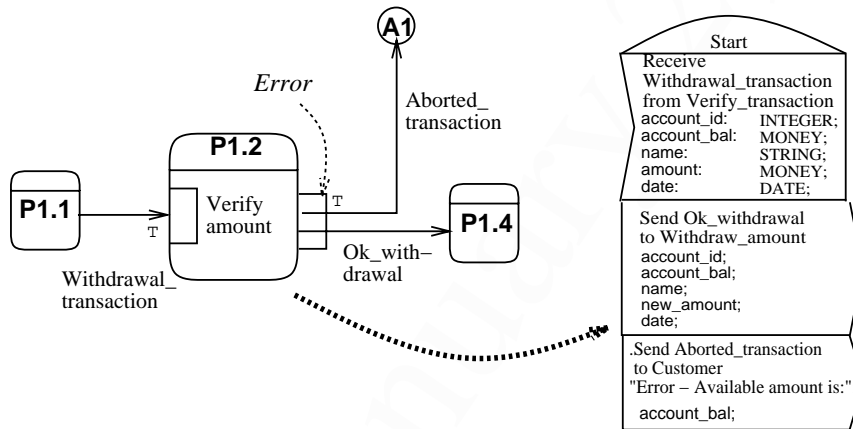 A1
Error
Aborted_
transaction
P1.2
P1.1
T
Verify
amount
T
P1.4
Ok_with–
drawal
Withdrawal_
transaction
Start
Receive
Withdrawal_transaction
from Verify_transaction
account_id: INTEGER;
account_bal: MONEY;
name: STRING;
amount: MONEY;
date: DATE;
Send Ok_withdrawal
to Withdraw_amount
account_id;
account_bal;
name;
new_amount;
date;
.Send Aborted_transaction
to Customer
"Error – Available amount is:"
account_bal;